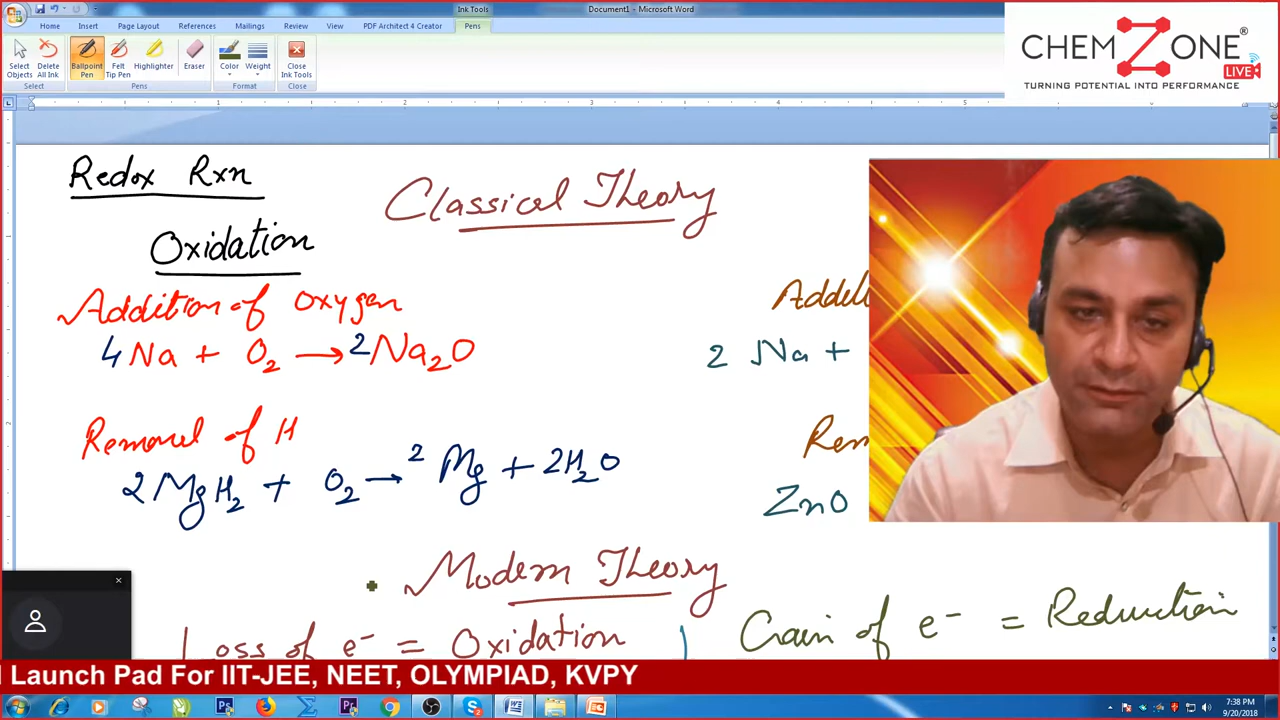 Ink Tools
Document1 - Microsoft Word
Home Insert Page Layout References Mailings Review View PDF Architect 4 Creator Pens
Select Objects
Delete All Ink
Ballpoint Pen
Felt Tip Pen
Highlighter
Eraser
Color
Weight
Close Ink Tools
Select Pens Format Close
CHEMZONE®
LIVE
TURNING POTENTIAL INTO PERFORMANCE
1 2 3 5
Redox Rxn
Classical Theory
Oxidation
Addition of Oxygen
4Na + O2 → 2Na2O
2 Na +
Removal of H
2MgH2 + O2 → 2Mg + 2H2O
ZnO
Modern Theory
Loss of e- = Oxidation
Gain of e- = Reduction
Launch Pad For IIT-JEE, NEET, OLYMPIAD, KVPY
7:38 PM
9/20/2018